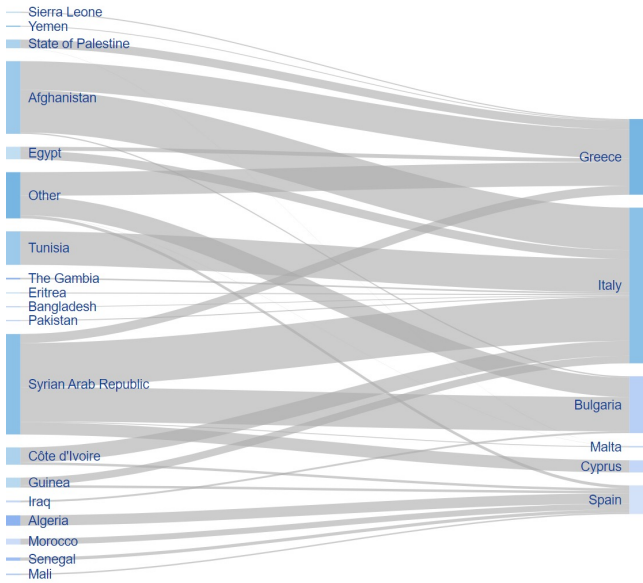 Sierra Leone
Yemen
State of Palestine
Afghanistan
Egypt
Other
Tunisia
The Gambia
Eritrea
Bangladesh
Pakistan
Syrian Arab Republic
Côte d'Ivoire
Guinea
Iraq
Algeria
Morocco
Senegal
Mali
Greece
Italy
Bulgaria
Malta
Cyprus
Spain